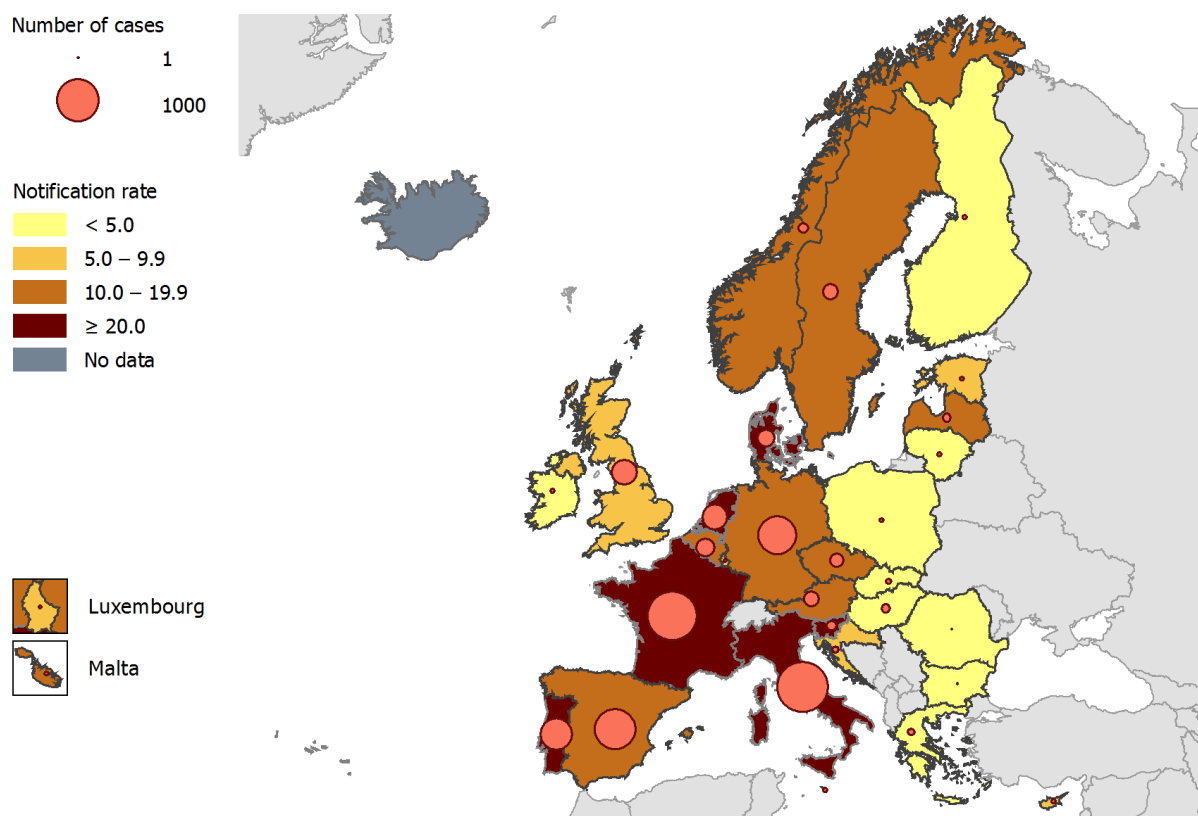 Number of cases
1
1000
Notification rate
< 5.0
5.0 – 9.9
10.0 – 19.9
≥ 20.0
No data
Luxembourg
Malta